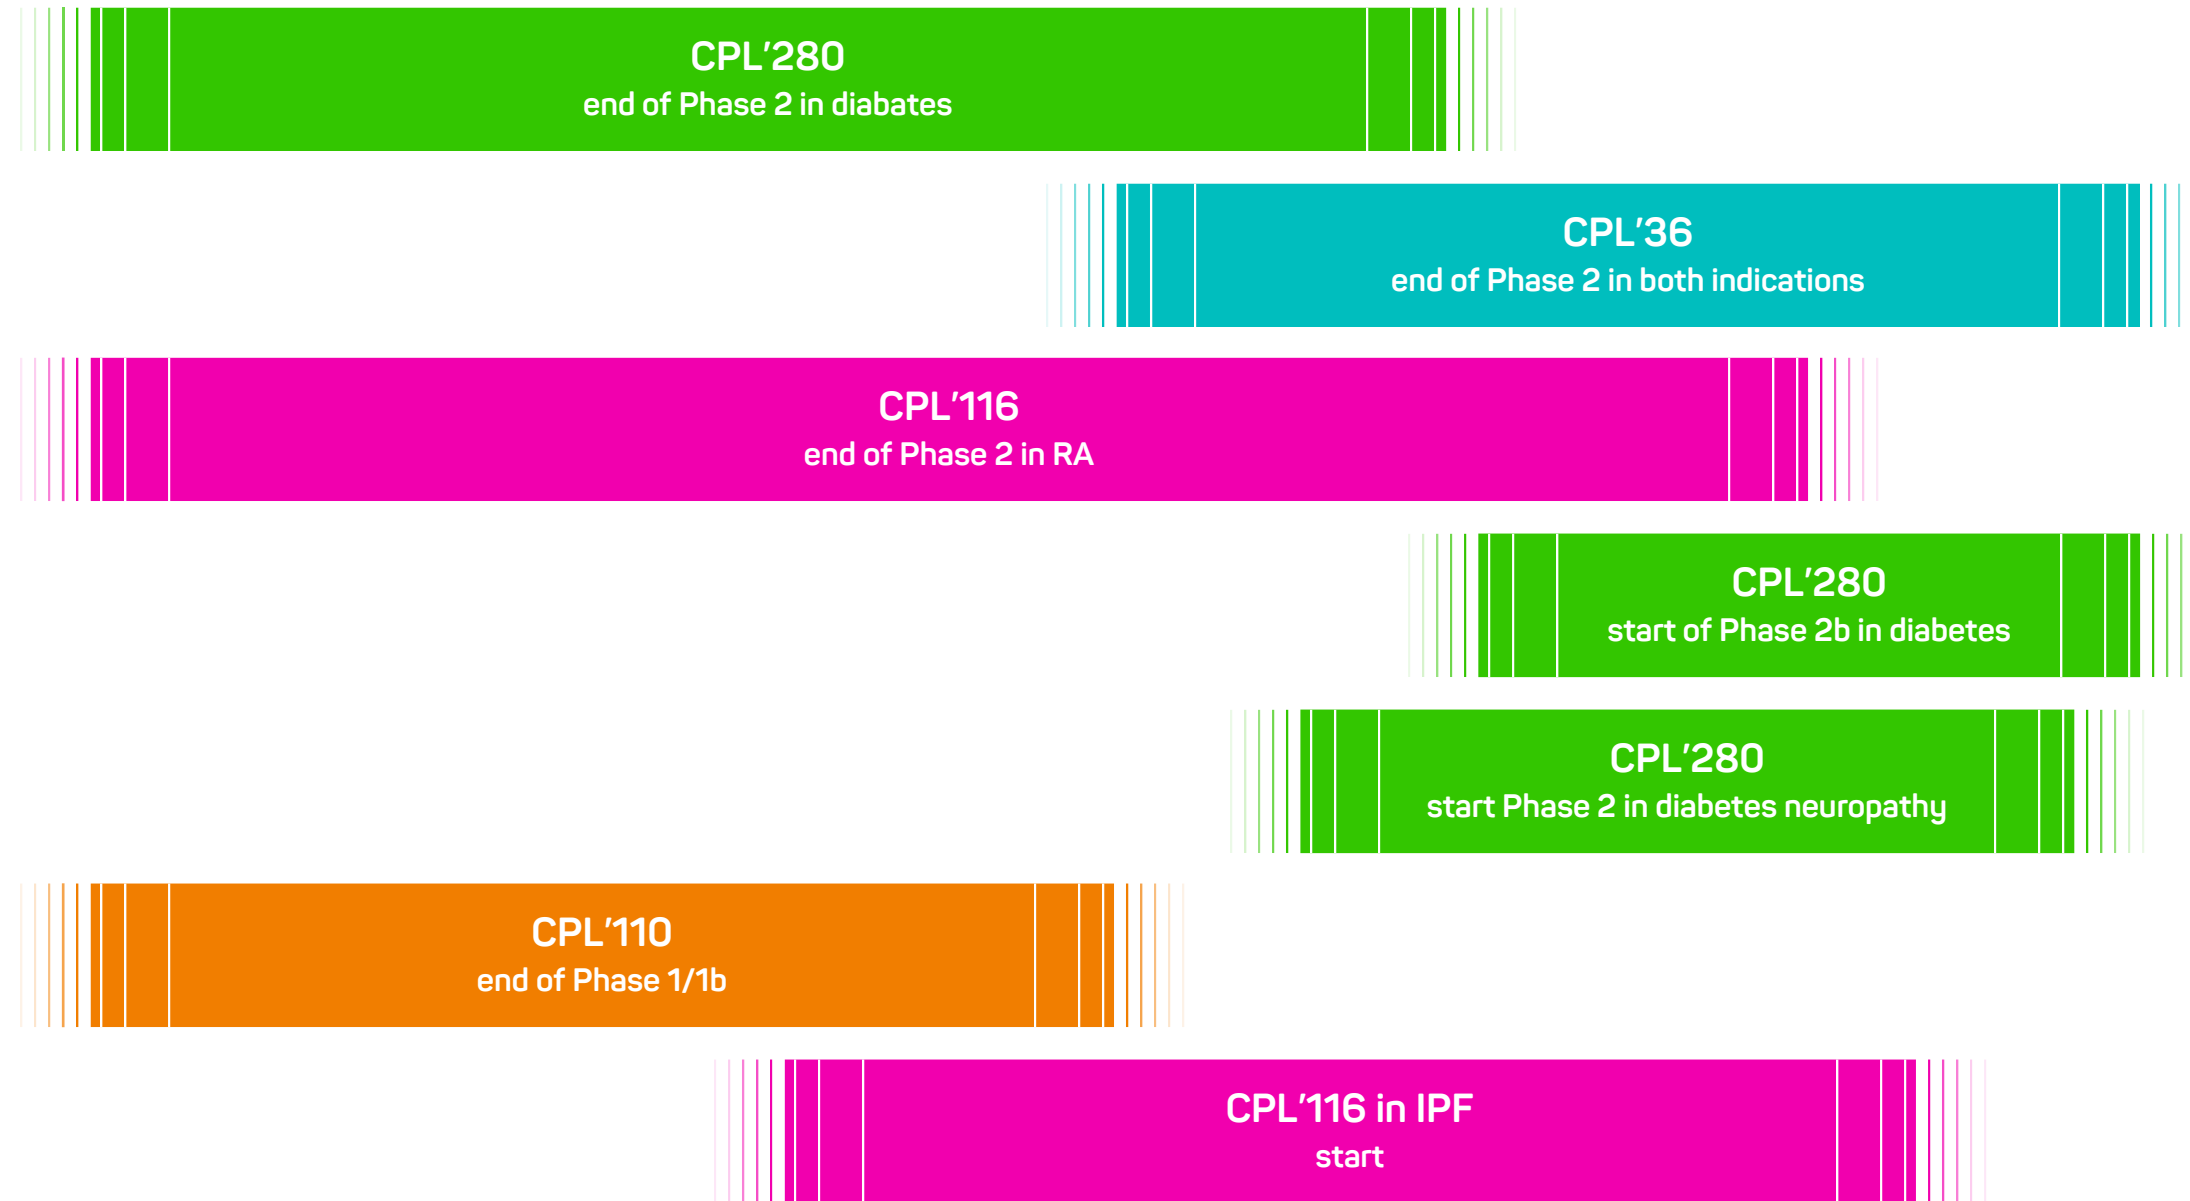 CPL'280
end of Phase 2 in diabates
CPL'36
end of Phase 2 in both indications
CPL'116
end of Phase 2 in RA
CPL'280
start of Phase 2b in diabetes
CPL'280
start Phase 2 in diabetes neuropathy
CPL'110
end of Phase 1/1b
CPL'116 in IPF
start